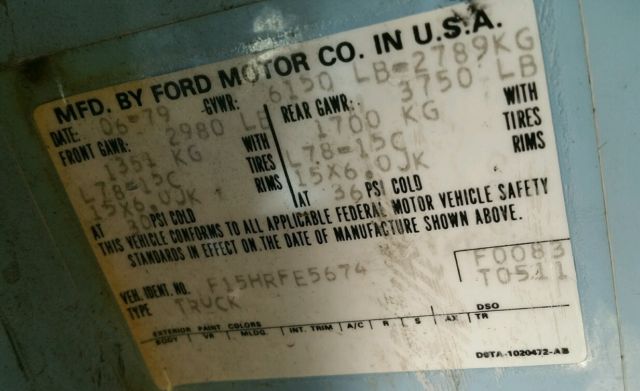 MFD. BY FORD MOTOR CO. IN U.S.A.
DATE: 06-79 GVWR: 6150 LB=2789KG
FRONT GAWR: 2980 LB REAR GAWR: 3750 LB
1351 KG WITH 1700 KG WITH
L78-15C TIRES L78-15C TIRES
15X6.0JK RIMS 15X6.0JK RIMS
AT 30 PSI COLD AT 36 PSI COLD
THIS VEHICLE CONFORMS TO ALL APPLICABLE FEDERAL MOTOR VEHICLE SAFETY
STANDARDS IN EFFECT ON THE DATE OF MANUFACTURE SHOWN ABOVE.
VEH. IDENT. NO. F15HRFE5674 F0083
TYPE TRUCK T0511
EXTERIOR PAINT COLORS DSO
BODY VR MLDG. INT. TRIM A/C R S AX TR
D9TA-1020472-AB